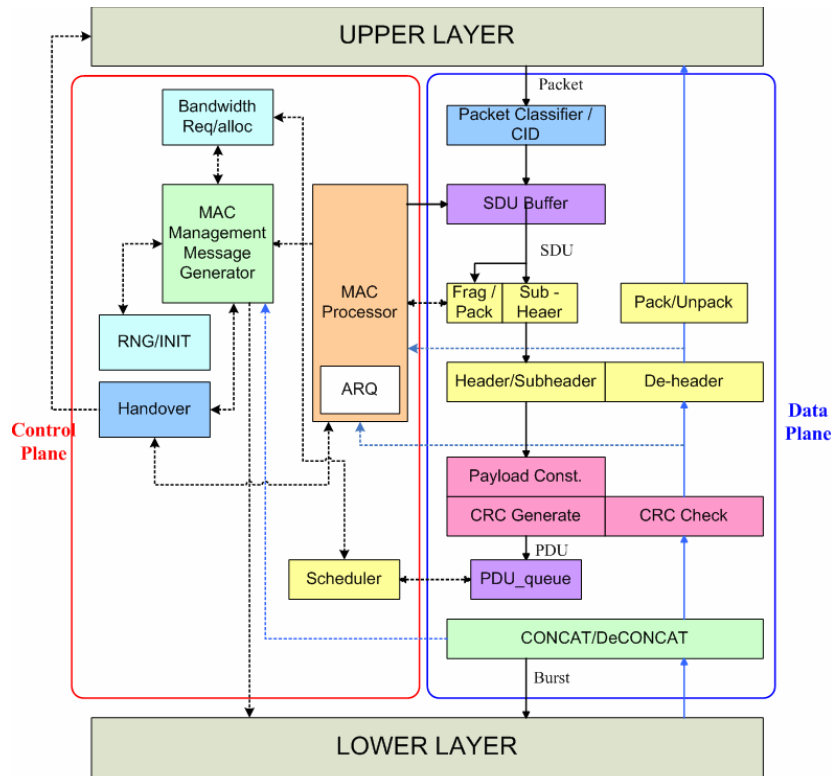 UPPER LAYER
Packet
Bandwidth
Req/alloc
Packet Classifier /
CID
MAC
Management
Message
Generator
SDU Buffer
SDU
MAC
Processor
Frag /
Pack
Sub -
Heaer
Pack/Unpack
RNG/INIT
ARQ
Header/Subheader
De-header
Handover
Control
Plane
Data
Plane
Payload Const.
CRC Generate
CRC Check
PDU
Scheduler
PDU_queue
CONCAT/DeCONCAT
Burst
LOWER LAYER